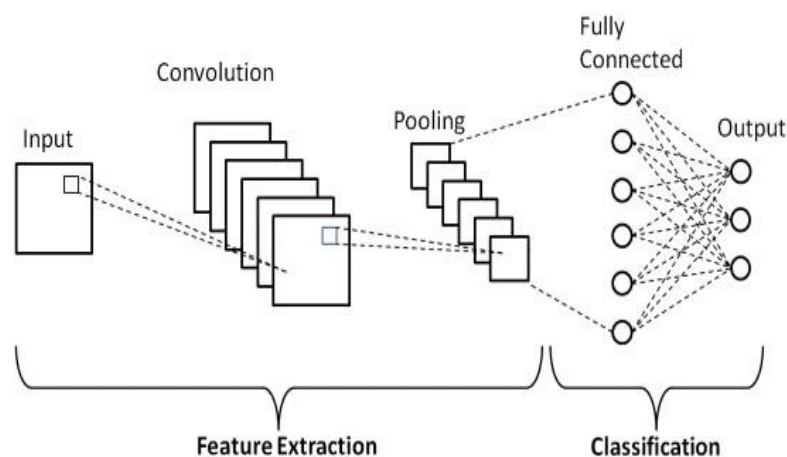 Input
Convolution
Pooling
Fully
Connected
Output
Feature Extraction
Classification